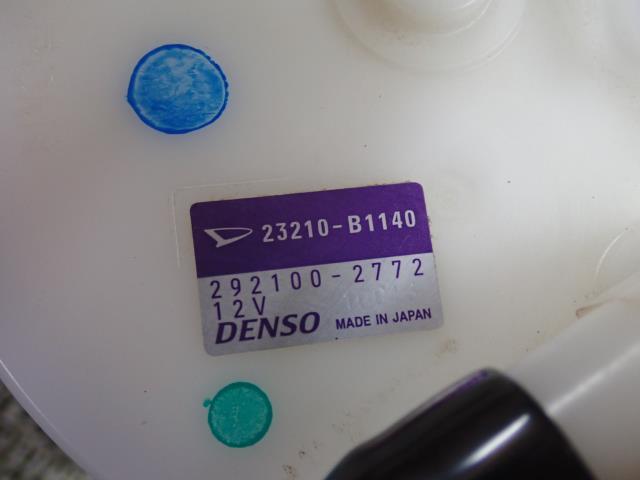 23210-B1140
292100-2772
12V
DENSO MADE IN JAPAN